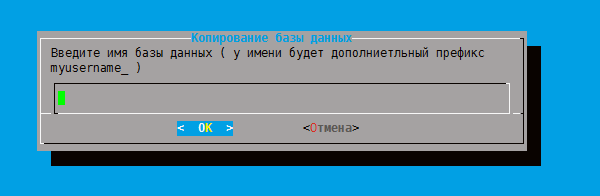 Копирование базы данных
Введите имя базы данных ( у имени будет дополниетльный префикс
myusername_ )
< OK >
<Отмена>